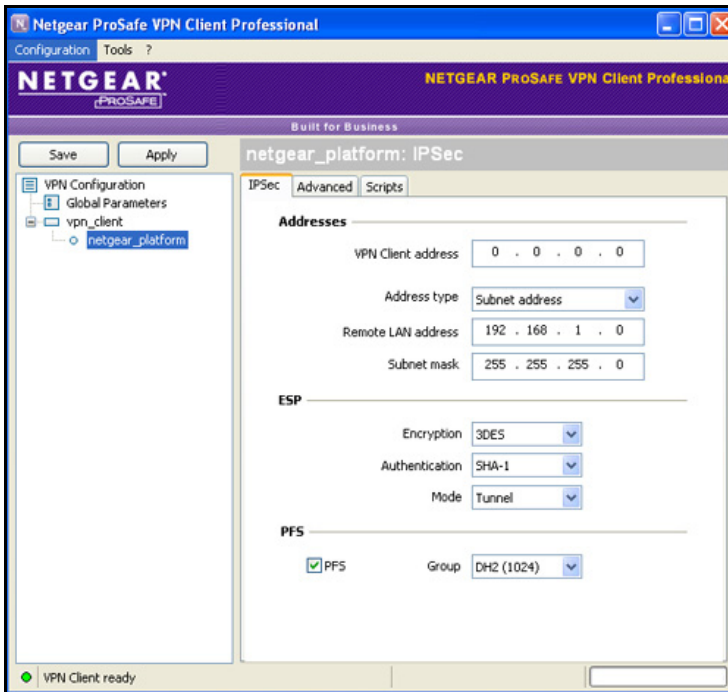 Netgear ProSafe VPN Client Professional
Configuration Tools ?
NETGEAR
PROSAFE
NETGEAR PROSAFE VPN Client Professiona
Built for Business
Save Apply
netgear_platform: IPSec
VPN Configuration
Global Parameters
vpn_client
netgear_platform
IPSec Advanced Scripts
Addresses
VPN Client address 0 . 0 . 0 . 0
Address type Subnet address
Remote LAN address 192 . 168 . 1 . 0
Subnet mask 255 . 255 . 255 . 0
ESP
Encryption 3DES
Authentication SHA-1
Mode Tunnel
PFS
PFS Group DH2 (1024)
VPN Client ready